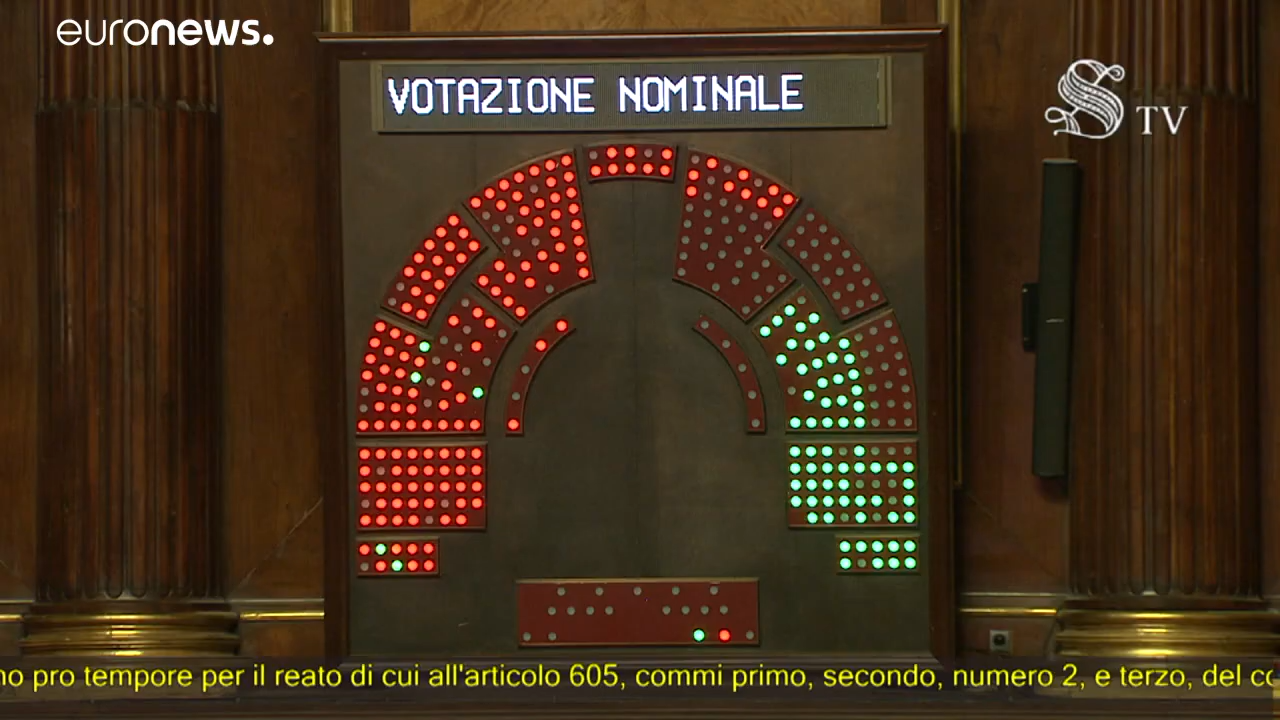 euronews.
VOTAZIONE NOMINALE
S TV
no pro tempore per il reato di cui all'articolo 605, commi primo, secondo, numero 2, e terzo, del co